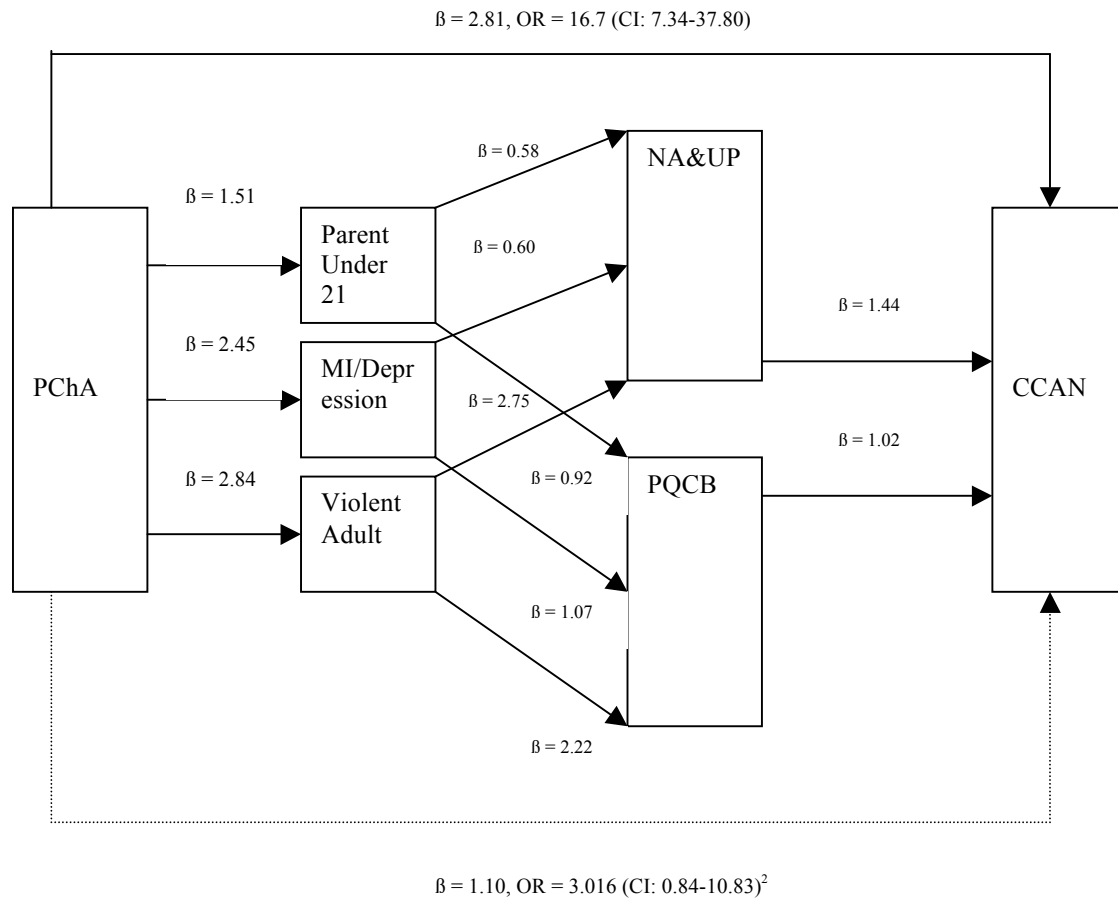 ß = 2.81, OR = 16.7 (CI: 7.34-37.80)
ß = 0.58
NA&UP
ß = 1.51
Parent
Under
21
ß = 0.60
ß = 1.44
ß = 2.45
PChA
MI/Depr
ession
ß = 2.75
CCAN
ß = 1.02
ß = 2.84
Violent
Adult
ß = 0.92
PQCB
ß = 1.07
ß = 2.22
ß = 1.10, OR = 3.016 (CI: 0.84-10.83)²